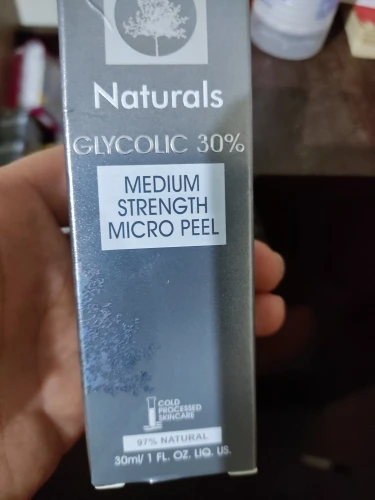 Naturals
GLYCOLIC 30%
MEDIUM
STRENGTH
MICRO PEEL
COLD
PROCESSED
SKINCARE
97% NATURAL
30ml/ 1 FL. OZ. LIQ. US.